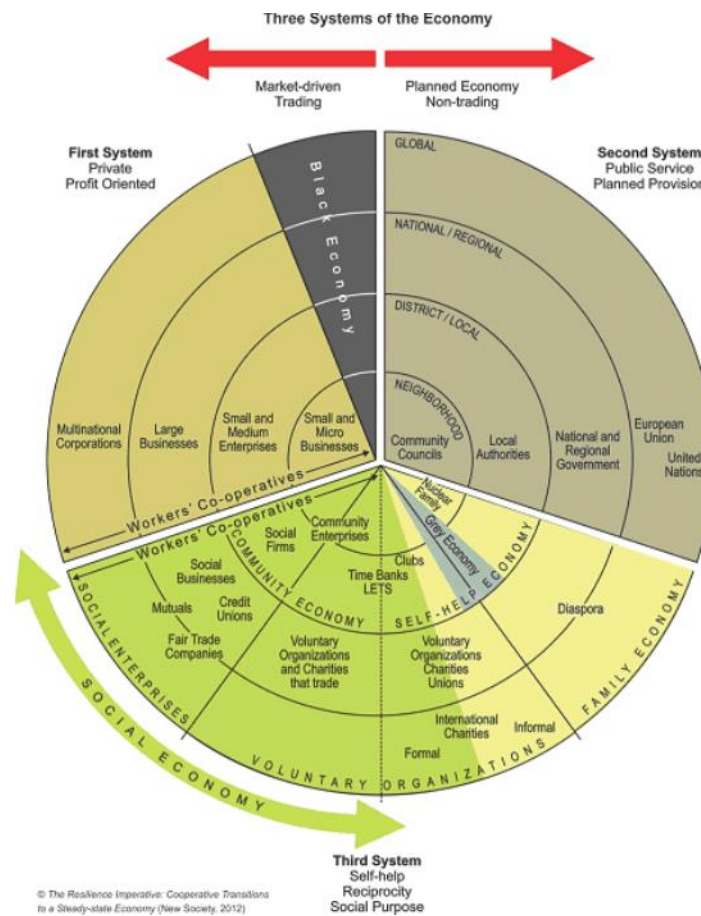 Three Systems of the Economy
Market-driven
Trading
Planned Economy
Non-trading
First System
Private
Profit Oriented
Second System
Public Service
Planned Provision
Black Economy
GLOBAL
NATIONAL / REGIONAL
DISTRICT / LOCAL
NEIGHBORHOOD
Multinational
Corporations
Large
Businesses
Small and
Medium
Enterprises
Small and
Micro
Businesses
Community
Councils
Local
Authorities
National and
Regional
Government
European
Union
United
Nations
Workers' Co-operatives
Workers' Co-operatives
Social
Firms
Community
Enterprises
Nuclear
Family
Grey Economy
Clubs
Time Banks
LETS
COMMUNITY ECONOMY
SELF-HELP ECONOMY
Social
Businesses
Mutuals
Credit
Unions
Fair Trade
Companies
Voluntary
Organizations
and Charities
that trade
Voluntary
Organizations
Charities
Unions
Diaspora
International
Charities
Informal
Formal
SOCIAL ENTERPRISES
VOLUNTARY ORGANIZATIONS
FAMILY ECONOMY
SOCIAL ECONOMY
Third System
Self-help
Reciprocity
Social Purpose
© The Resilience Imperative: Cooperative Transitions
to a Steady-state Economy (New Society, 2012)